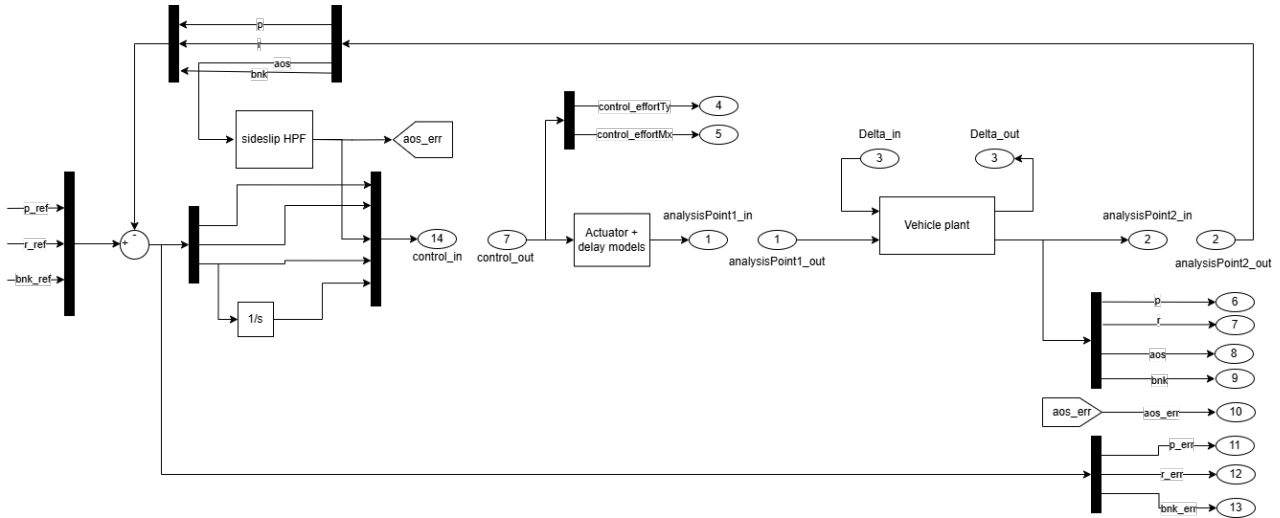 p
r
aos
bnk
sideslip HPF
aos_err
control_effortTy
4
control_effortMx
5
Delta_in
3
Delta_out
3
p_ref
r_ref
bnk_ref
+
-
14
control_in
7
control_out
Actuator +
delay models
analysisPoint1_in
1
1
analysisPoint1_out
Vehicle plant
analysisPoint2_in
2
2
analysisPoint2_out
1/s
p
6
r
7
aos
8
bnk
9
aos_err
aos_err
10
p_err
11
r_err
12
bnk_err
13